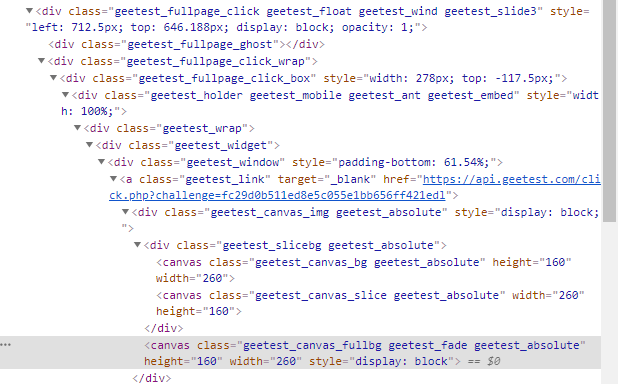 <div class="geetest_fullpage_click geetest_float geetest_wind geetest_slide3" style=
"left: 712.5px; top: 646.188px; display: block; opacity: 1;">
<div class="geetest_fullpage_ghost"></div>
<div class="geetest_fullpage_click_wrap">
<div class="geetest_fullpage_click_box" style="width: 278px; top: -117.5px;">
<div class="geetest_holder geetest_mobile geetest_ant geetest_embed" style="widt
h: 100%;">
<div class="geetest_wrap">
<div class="geetest_widget">
<div class="geetest_window" style="padding-bottom: 61.54%;">
<a class="geetest_link" target="_blank" href="https://api.geetest.com/cli
ck.php?challenge=fc29d0b511ed8e5c055e1bb656ff421edl">
<div class="geetest_canvas_img geetest_absolute" style="display: block;
">
<div class="geetest_slicebg geetest_absolute">
<canvas class="geetest_canvas_bg geetest_absolute" height="160"
width="260">
<canvas class="geetest_canvas_slice geetest_absolute" width="260"
height="160">
</div>
... <canvas class="geetest_canvas_fullbg geetest_fade geetest_absolute"
height="160" width="260" style="display: block"> == $0
</div>